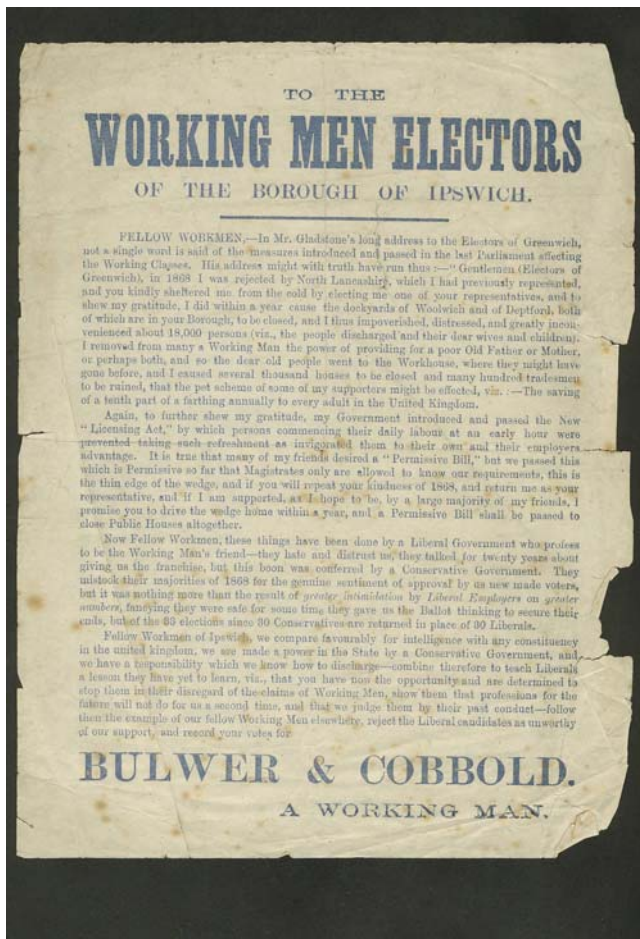 TO THE
WORKING MEN ELECTORS
OF THE BOROUGH OF IPSWICH.
FELLOW WORKMEN,—In Mr. Gladstone's long address to the Electors of Greenwich,
not a single word is said of the measures introduced and passed in the last Parliament affecting
the Working Classes. His address might with truth have run thus :—" Gentlemen (Electors of
Greenwich), in 1868 I was rejected by North Lancashire, which I had previously represented,
and you kindly sheltered me from the cold by electing me one of your representatives, and to
shew my gratitude, I did within a year cause the dockyards of Woolwich and of Deptford, both
of which are in your Borough, to be closed, and I thus impoverished, distressed, and greatly incon-
venienced about 18,000 persons (viz., the people discharged and their dear wives and children).
I removed from many a Working Man the power of providing for a poor Old Father or Mother,
or perhaps both, and so the dear old people went to the Workhouse, where they might have
gone before, and I caused several thousand houses to be closed and many hundred tradesmen
to be ruined, that the pet scheme of some of my supporters might be effected, viz. :—The saving
of a tenth part of a farthing annually to every adult in the United Kingdom.
Again, to further shew my gratitude, my Government introduced and passed the New
" Licensing Act," by which persons commencing their daily labour at an early hour were
prevented taking such refreshment as invigorated them to their own and their employers
advantage. It is true that many of my friends desired a " Permissive Bill," but we passed this
which is Permissive so far that Magistrates only are allowed to know our requirements, this is
the thin edge of the wedge, and if you will repeat your kindness of 1868, and return me as your
representative, and if I am supported, as I hope to be, by a large majority of my friends, I
promise you to drive the wedge home within a year, and a Permissive Bill shall be passed to
close Public Houses altogether.
Now Fellow Workmen, these things have been done by a Liberal Government who profess
to be the Working Man's friend—they hate and distrust us, they talked for twenty years about
giving us the franchise, but this boon was conferred by a Conservative Government. They
mistook their majorities of 1868 for the genuine sentiment of approval by us new made voters,
but it was nothing more than the result of greater intimidation by Liberal Employers on greater
numbers, fancying they were safe for some time they gave us the Ballot thinking to secure their
ends, but of the elections since 30 Conservatives are returned in place of 30 Liberals.
Fellow Workmen of Ipswich, we compare favourably for intelligence with any constituency
in the united kingdom, we are made a power in the State by a Conservative Government, and
we have a responsibility which we know how to discharge—combine therefore to teach Liberals
a lesson they have yet to learn, viz., that you have now the opportunity and are determined to
stop them in their disregard of the claims of Working Men, show them that professions for the
future will not do for us a second time, and that we judge them by their past conduct—follow
then the example of our fellow Working Men elsewhere, reject the Liberal candidates as unworthy
of our support, and record your votes for
BULWER & COBBOLD.
A WORKING MAN.